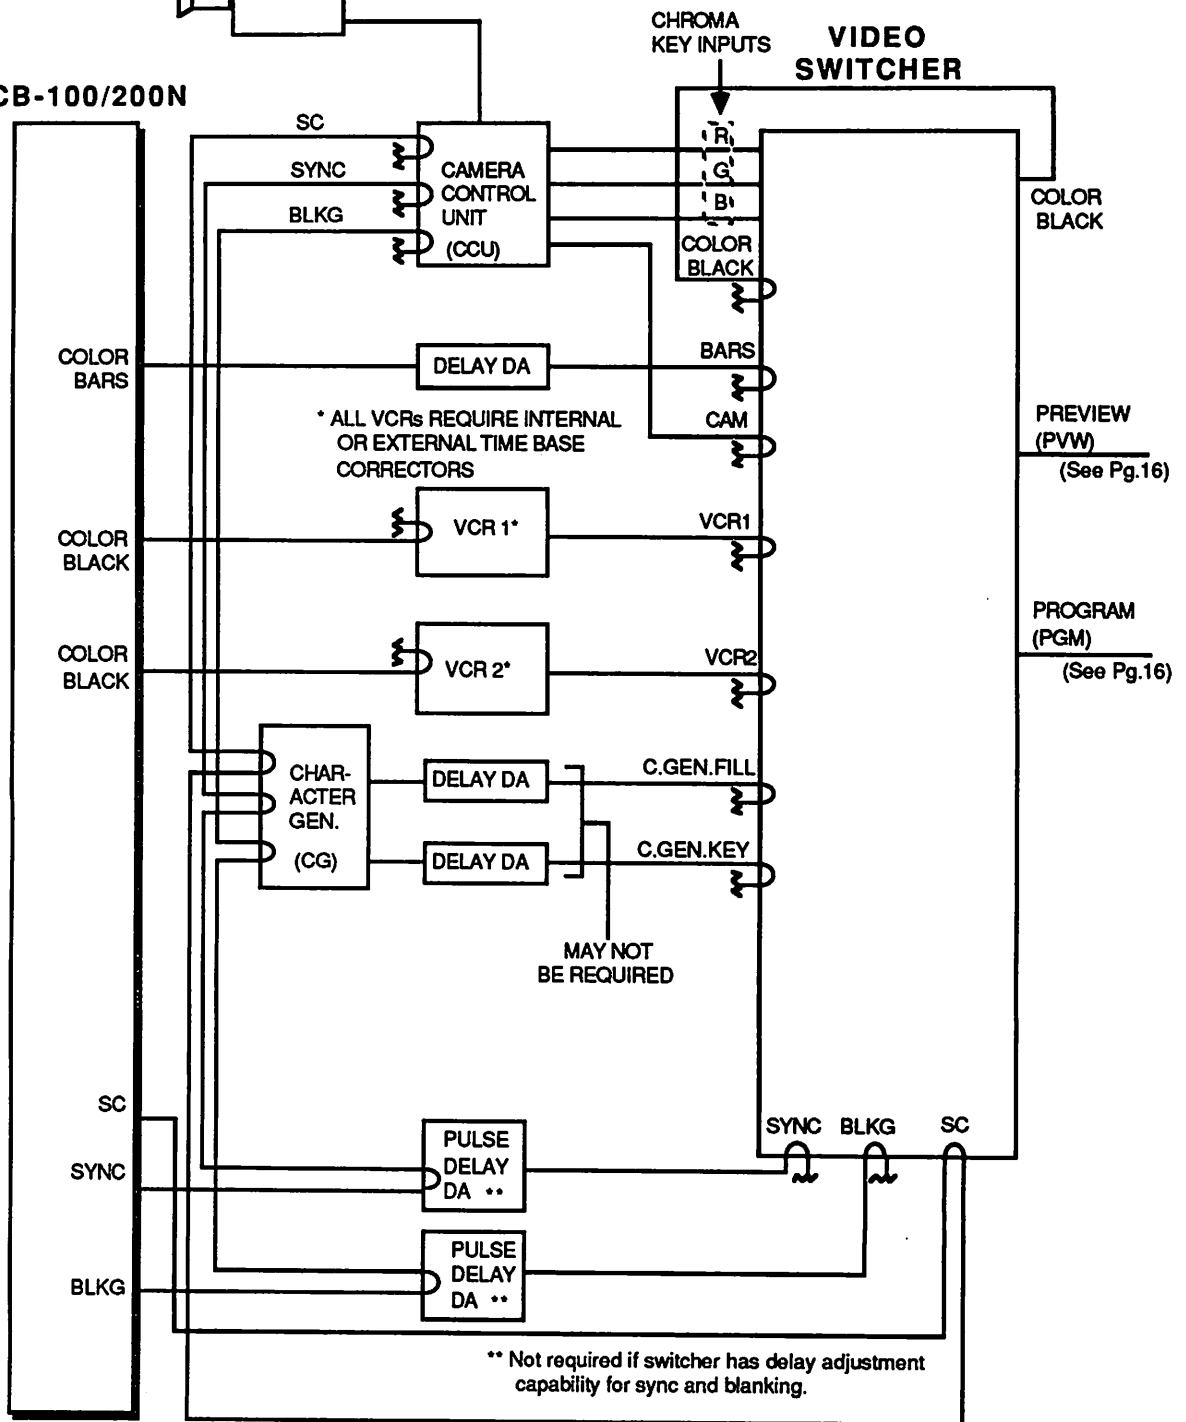 CHROMA
KEY INPUTS
VIDEO
SWITCHER
CB-100/200N
SC
SYNC
BLKG
CAMERA
CONTROL
UNIT
(CCU)
R
G
B
COLOR
BLACK
COLOR
BLACK
COLOR
BARS
DELAY DA
BARS
* ALL VCRs REQUIRE INTERNAL
OR EXTERNAL TIME BASE
CORRECTORS
CAM
PREVIEW
(PVW)
(See Pg.16)
COLOR
BLACK
VCR 1*
VCR1
PROGRAM
(PGM)
(See Pg.16)
COLOR
BLACK
VCR 2*
VCR2
CHAR-
ACTER
GEN.
(CG)
DELAY DA
C.GEN.FILL
DELAY DA
C.GEN.KEY
MAY NOT
BE REQUIRED
SC
SYNC
BLKG
PULSE
DELAY
DA **
SYNC BLKG SC
PULSE
DELAY
DA **
** Not required if switcher has delay adjustment
capability for sync and blanking.